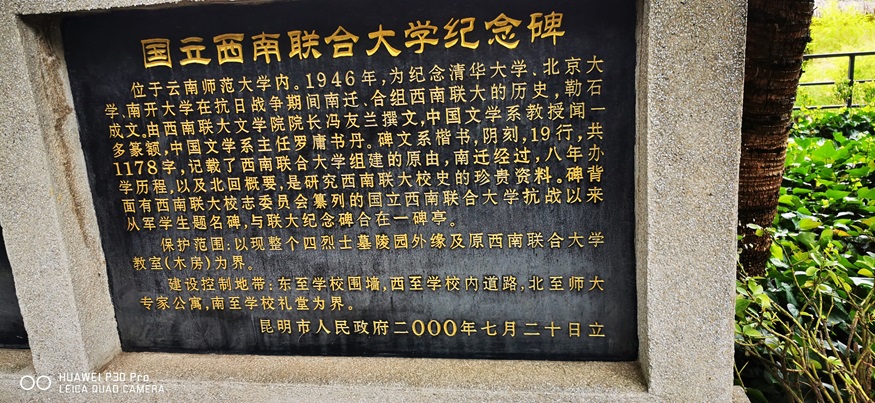 国立西南联合大学纪念碑
位于云南师范大学内。1946年，为纪念清华大学、北京大
学、南开大学在抗日战争期间南迁、合组西南联大的历史，勒石
成文。由西南联大文学院院长冯友兰撰文，中国文学系教授闻一
多篆额，中国文学系主任罗庸书丹。碑文系楷书，阴刻，19行，共
1178字，记载了西南联合大学组建的原由，南迁经过，八年办
学历程，以及北回概要，是研究西南联大校史的珍贵资料。碑背
面有西南联大校志委员会纂列的国立西南联合大学抗战以来
从军学生题名碑，与联大纪念碑合在一碑亭。
保护范围：以现整个四烈士墓陵园外缘及原西南联合大学
教室(木房)为界。
建设控制地带：东至学校围墙，西至学校内道路，北至师大
专家公寓，南至学校礼堂为界。
昆明市人民政府二000年七月二十日立
HUAWEI P30 Pro
LEICA QUAD CAMERA